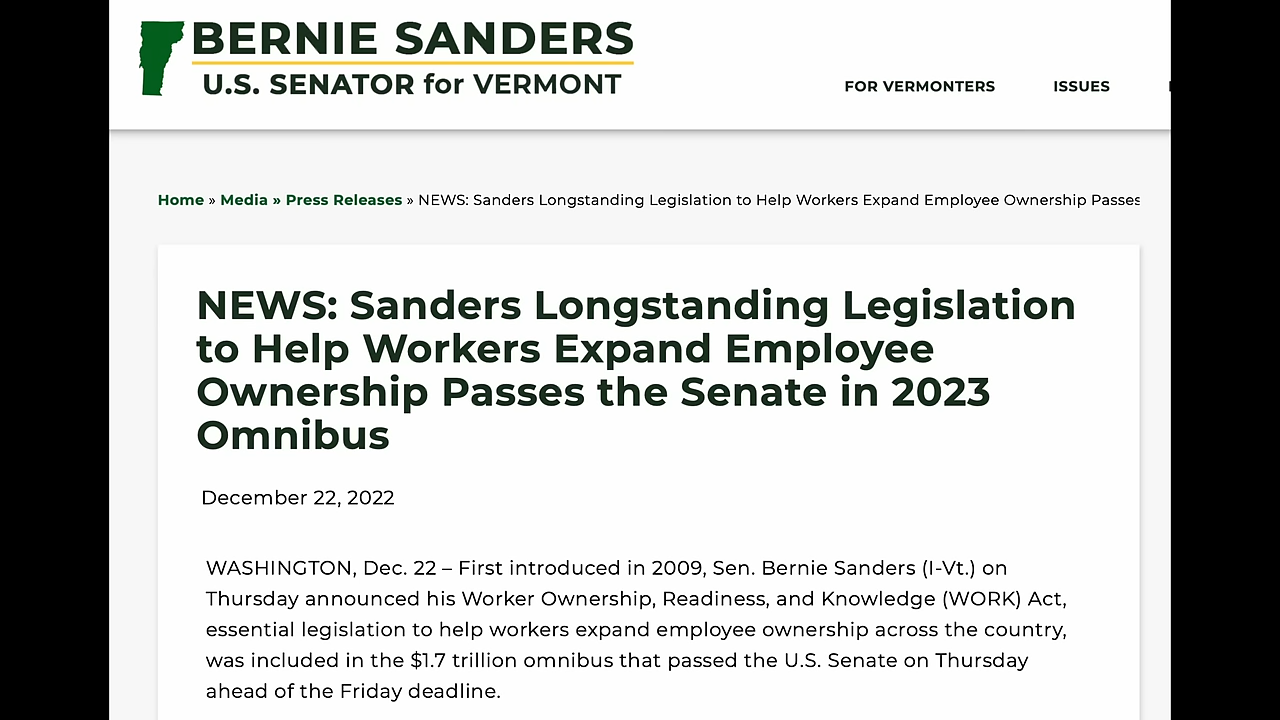 BERNIE SANDERS
U.S. SENATOR for VERMONT
FOR VERMONTERS ISSUES
Home » Media » Press Releases » NEWS: Sanders Longstanding Legislation to Help Workers Expand Employee Ownership Passes
NEWS: Sanders Longstanding Legislation
to Help Workers Expand Employee
Ownership Passes the Senate in 2023
Omnibus
December 22, 2022
WASHINGTON, Dec. 22 – First introduced in 2009, Sen. Bernie Sanders (I-Vt.) on
Thursday announced his Worker Ownership, Readiness, and Knowledge (WORK) Act,
essential legislation to help workers expand employee ownership across the country,
was included in the $1.7 trillion omnibus that passed the U.S. Senate on Thursday
ahead of the Friday deadline.